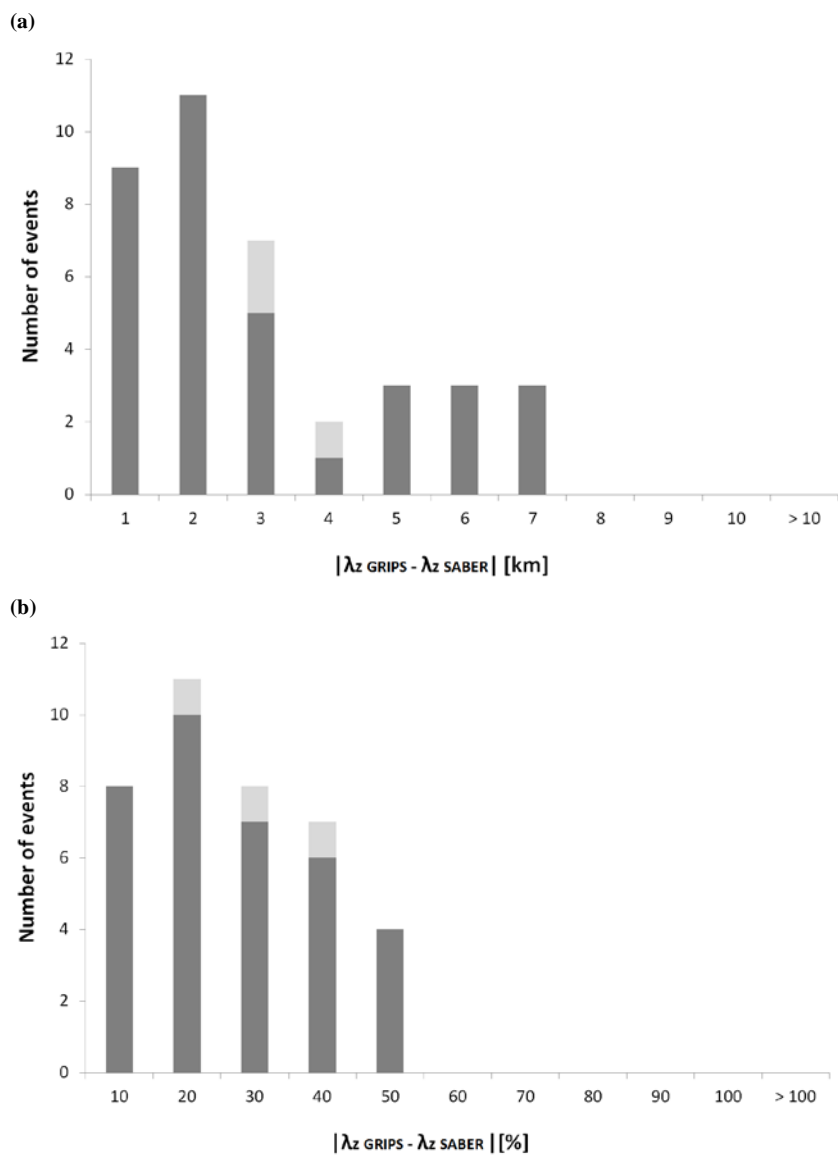 (a)
12
10
8
6
4
2
0
Number of events
1 2 3 4 5 6 7 8 9 10 > 10
|λz GRIPS - λz SABER| [km]
(b)
12
10
8
6
4
2
0
Number of events
10 20 30 40 50 60 70 80 90 100 > 100
|λz GRIPS - λz SABER| [%]